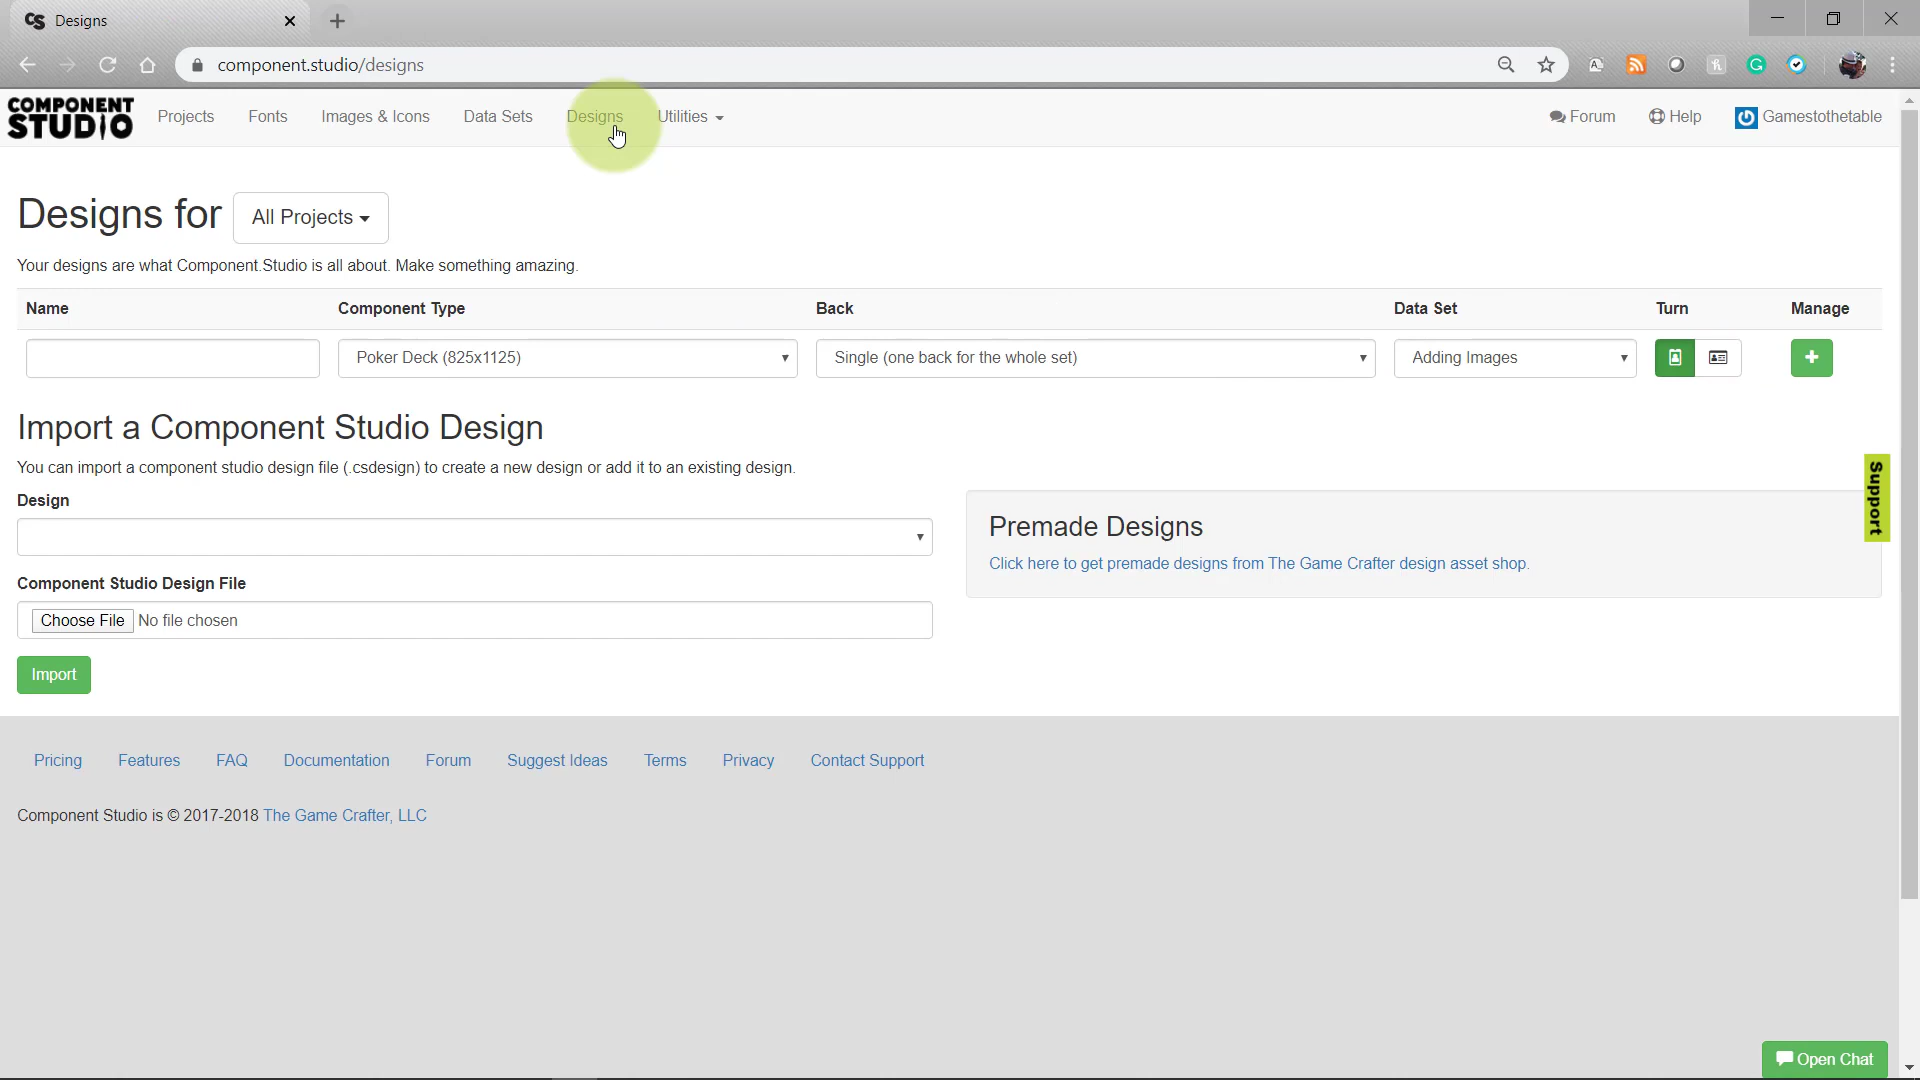 CS Designs
component.studio/designs
COMPONENT
STUDIO
Projects Fonts Images & Icons Data Sets Designs Utilities Forum Help Gamestothetable
Designs for All Projects
Your designs are what Component.Studio is all about. Make something amazing.
Name Component Type Back Data Set Turn Manage
Poker Deck (825x1125) Single (one back for the whole set) Adding Images
Import a Component Studio Design
You can import a component studio design file (.csdesign) to create a new design or add it to an existing design.
Design
Component Studio Design File
Choose File No file chosen
Import
Premade Designs
Click here to get premade designs from The Game Crafter design asset shop.
Support
Pricing Features FAQ Documentation Forum Suggest Ideas Terms Privacy Contact Support
Component Studio is © 2017-2018 The Game Crafter, LLC
Open Chat